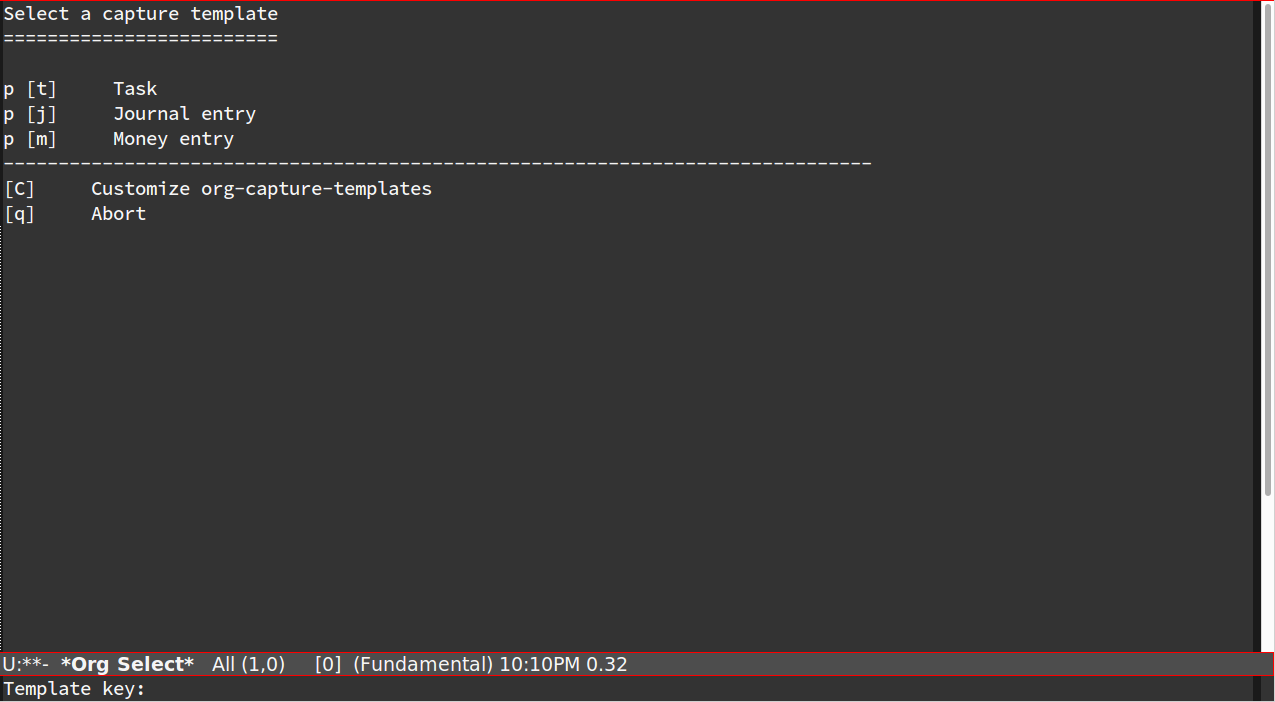 Select a capture template
=========================
p [t]     Task
p [j]     Journal entry
p [m]     Money entry
-------------------------------------------------------------------------------
[C]     Customize org-capture-templates
[q]     Abort
U:**-  *Org Select*   All (1,0)     [0]  (Fundamental) 10:10PM 0.32
Template key: